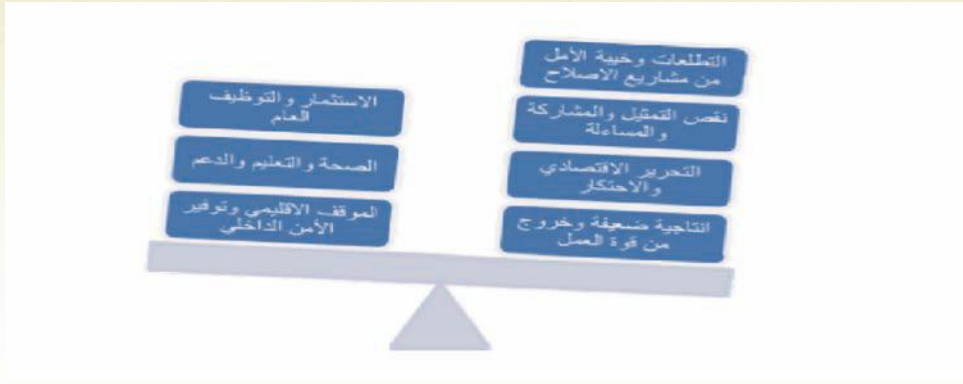 التطلعات وخيبة الأمل
من مشاريع الاصلاح
نقص التمثيل والمشاركة
والمساءلة
التحرير الاقتصادي
والاحتكار
انتاجية ضعيفة وخروج
من قوة العمل
الاستثمار والتوظيف
العام
الصحة والتعليم والدعم
الموقف الاقليمي وتوفير
الأمن الداخلي